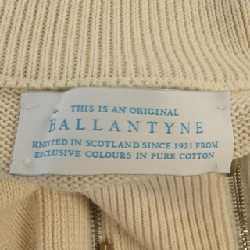 THIS IS AN ORIGINAL
BALLANTYNE
KNITTED IN SCOTLAND SINCE 1921 FROM
EXCLUSIVE COLOURS IN PURE COTTON